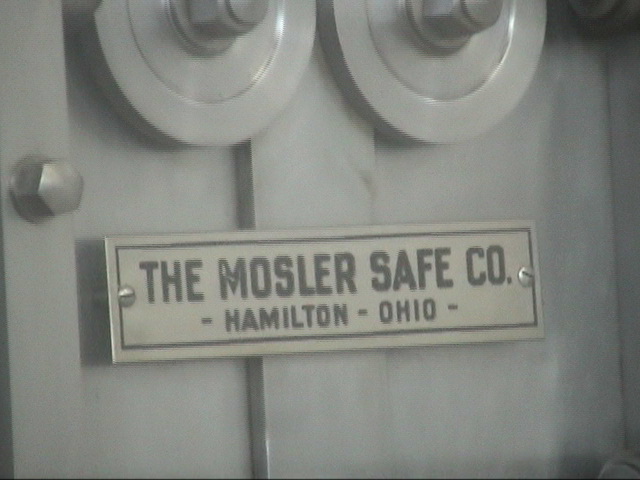 THE MOSLER SAFE CO.
- HAMILTON - OHIO -